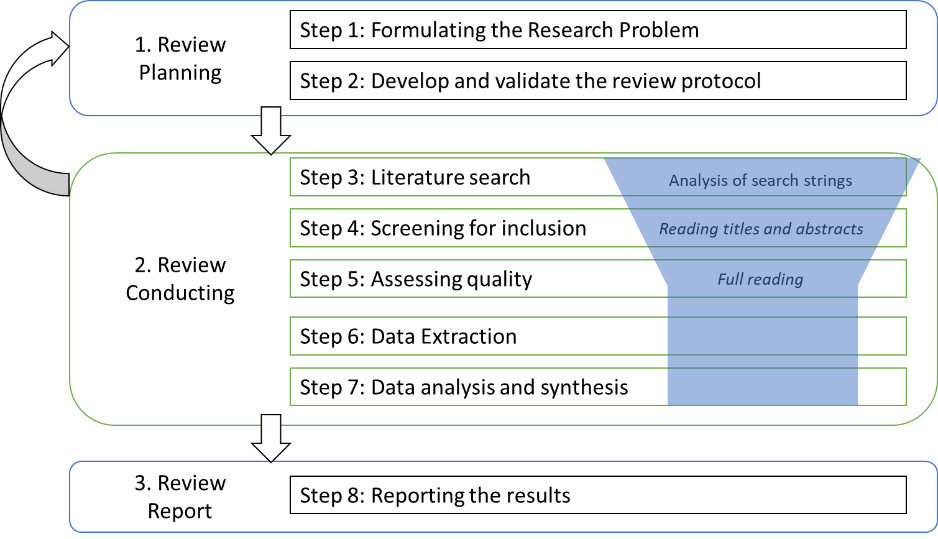 1. Review
Planning
Step 1: Formulating the Research Problem
Step 2: Develop and validate the review protocol
2. Review
Conducting
Step 3: Literature search
Analysis of search strings
Step 4: Screening for inclusion
Reading titles and abstracts
Step 5: Assessing quality
Full reading
Step 6: Data Extraction
Step 7: Data analysis and synthesis
3. Review
Report
Step 8: Reporting the results